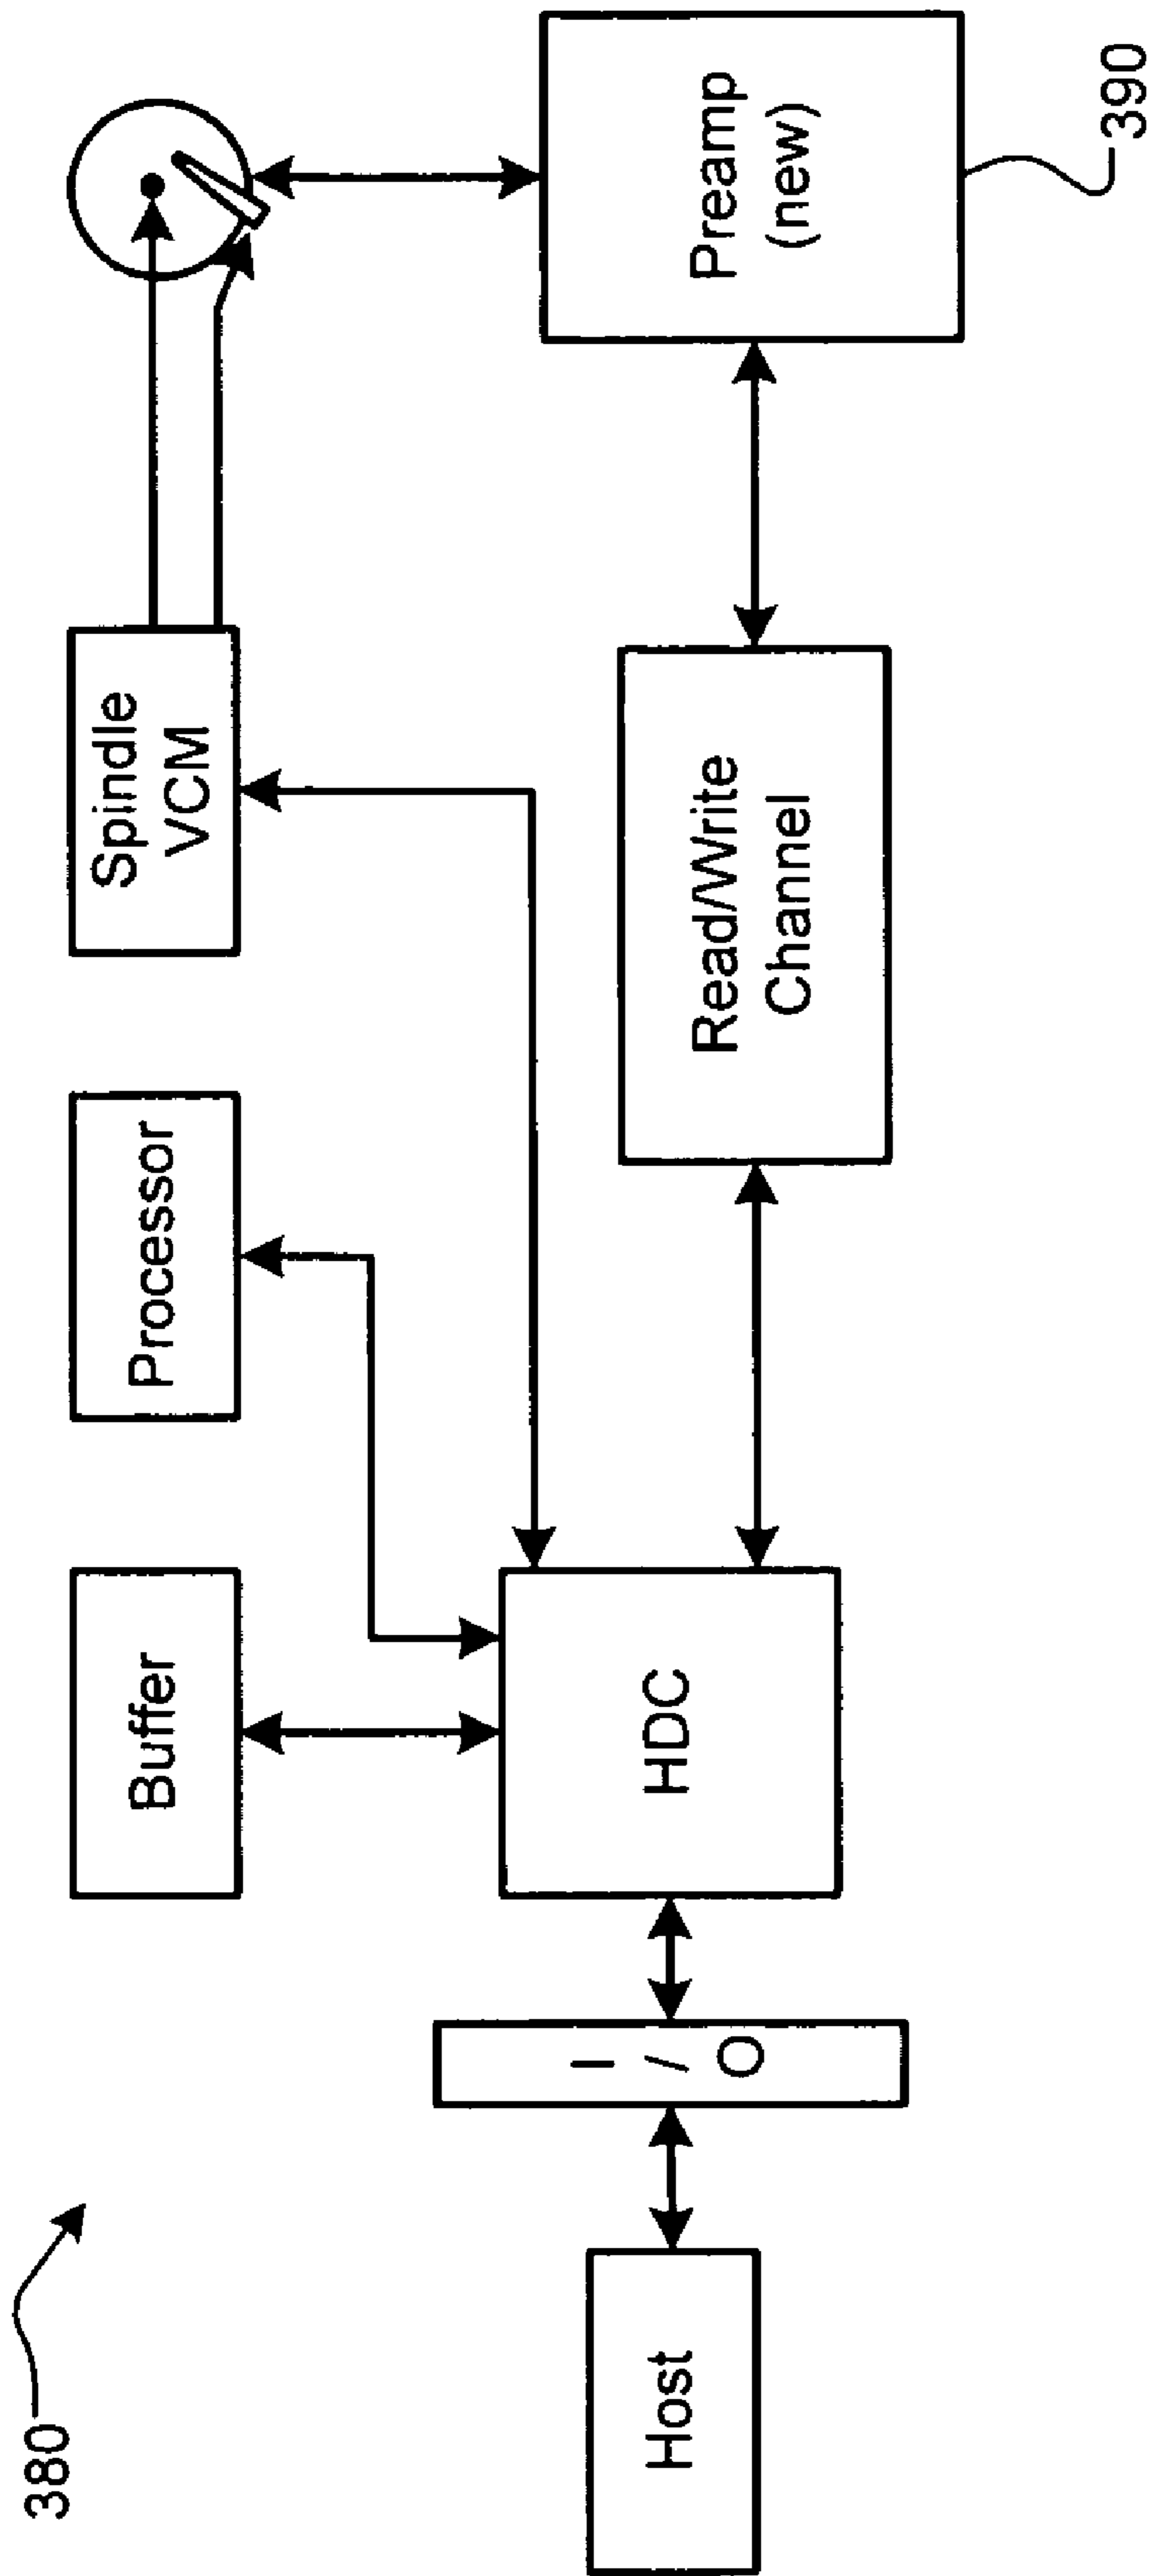 380
Buffer
Processor
Spindle
VCM
Host
I
/
O
HDC
Read/Write
Channel
Preamp
(new)
390